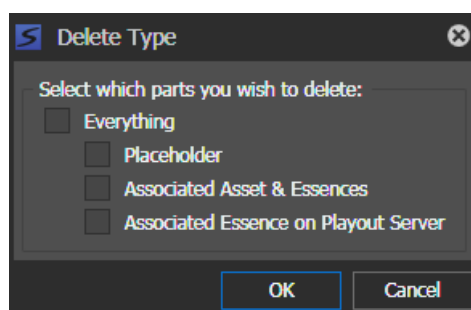 Delete Type
Select which parts you wish to delete:
Everything
Placeholder
Associated Asset & Essences
Associated Essence on Playout Server
OK
Cancel